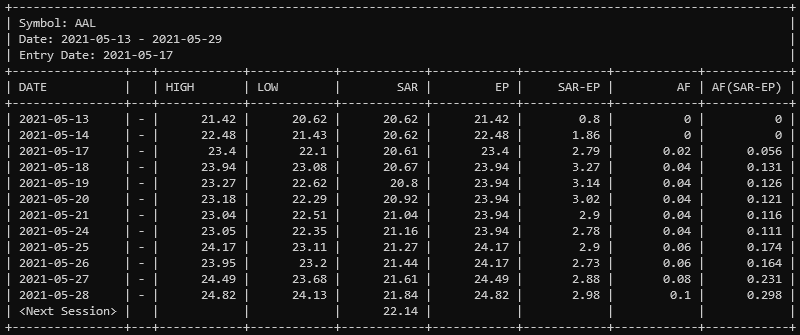 Symbol: AAL
Date: 2021-05-13 - 2021-05-29
Entry Date: 2021-05-17
DATE | | HIGH | LOW | SAR | EP | SAR-EP | AF | AF(SAR-EP)
2021-05-13 | - | 21.42 | 20.62 | 20.62 | 21.42 | 0.8 | 0 | 0
2021-05-14 | - | 22.48 | 21.43 | 20.62 | 22.48 | 1.86 | 0 | 0
2021-05-17 | - | 23.4 | 22.1 | 20.61 | 23.4 | 2.79 | 0.02 | 0.056
2021-05-18 | - | 23.94 | 23.08 | 20.67 | 23.94 | 3.27 | 0.04 | 0.131
2021-05-19 | - | 23.27 | 22.62 | 20.8 | 23.94 | 3.14 | 0.04 | 0.126
2021-05-20 | - | 23.18 | 22.29 | 20.92 | 23.94 | 3.02 | 0.04 | 0.121
2021-05-21 | - | 23.04 | 22.51 | 21.04 | 23.94 | 2.9 | 0.04 | 0.116
2021-05-24 | - | 23.05 | 22.35 | 21.16 | 23.94 | 2.78 | 0.04 | 0.111
2021-05-25 | - | 24.17 | 23.11 | 21.27 | 24.17 | 2.9 | 0.06 | 0.174
2021-05-26 | - | 23.95 | 23.2 | 21.44 | 24.17 | 2.73 | 0.06 | 0.164
2021-05-27 | - | 24.49 | 23.68 | 21.61 | 24.49 | 2.88 | 0.08 | 0.231
2021-05-28 | - | 24.82 | 24.13 | 21.84 | 24.82 | 2.98 | 0.1 | 0.298
<Next Session> | | | | 22.14 | | | |